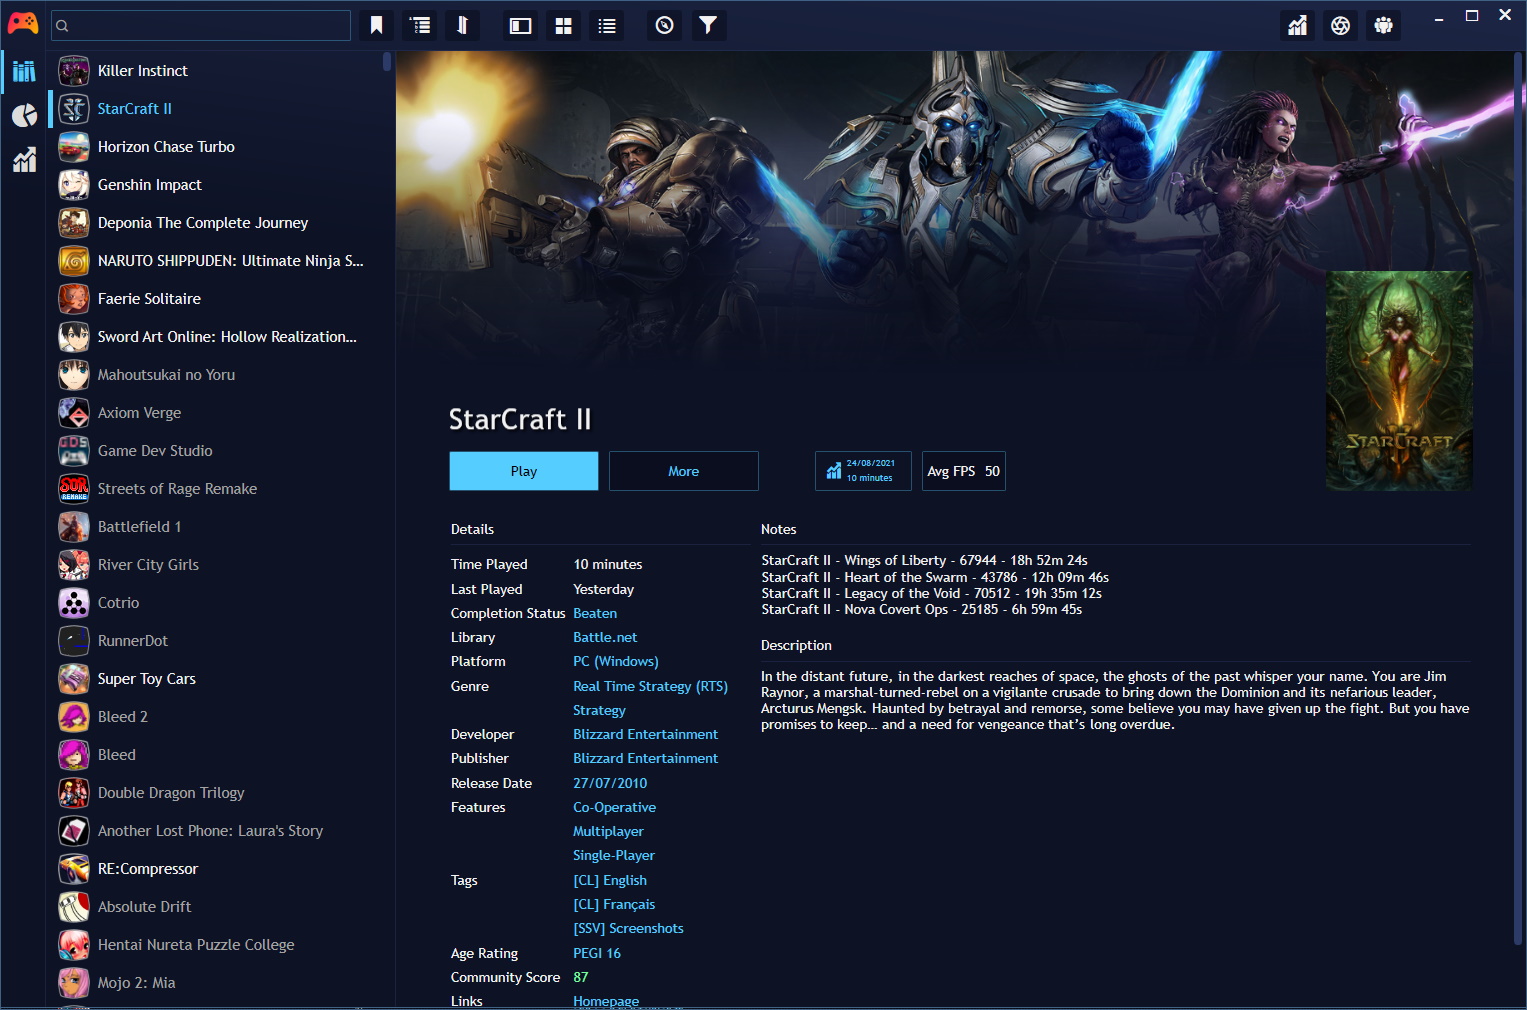 Killer Instinct
StarCraft II
Horizon Chase Turbo
Genshin Impact
Deponia The Complete Journey
NARUTO SHIPPUDEN: Ultimate Ninja S...
Faerie Solitaire
Sword Art Online: Hollow Realization...
Mahoutsukai no Yoru
Axiom Verge
GDS
Game Dev Studio
SOR
REMAKE
Streets of Rage Remake
Battlefield 1
River City Girls
Cotrio
RunnerDot
Super Toy Cars
Bleed 2
Bleed
Double Dragon Trilogy
Another Lost Phone: Laura's Story
RE:Compressor
Absolute Drift
Hentai Nureta Puzzle College
Mojo 2: Mia
STARCRAFT
II
StarCraft II
Play
More
24/08/2021
10 minutes
Avg FPS 50
Details
Time Played 10 minutes
Last Played Yesterday
Completion Status Beaten
Library Battle.net
Platform PC (Windows)
Genre Real Time Strategy (RTS)
Strategy
Developer Blizzard Entertainment
Publisher Blizzard Entertainment
Release Date 27/07/2010
Features Co-Operative
Multiplayer
Single-Player
Tags [CL] English
[CL] Français
[SSV] Screenshots
Age Rating PEGI 16
Community Score 87
Links Homepage
Notes
StarCraft II - Wings of Liberty - 67944 - 18h 52m 24s
StarCraft II - Heart of the Swarm - 43786 - 12h 09m 46s
StarCraft II - Legacy of the Void - 70512 - 19h 35m 12s
StarCraft II - Nova Covert Ops - 25185 - 6h 59m 45s
Description
In the distant future, in the darkest reaches of space, the ghosts of the past whisper your name. You are Jim
Raynor, a marshal-turned-rebel on a vigilante crusade to bring down the Dominion and its nefarious leader,
Arcturus Mengsk. Haunted by betrayal and remorse, some believe you may have given up the fight. But you have
promises to keep... and a need for vengeance that’s long overdue.